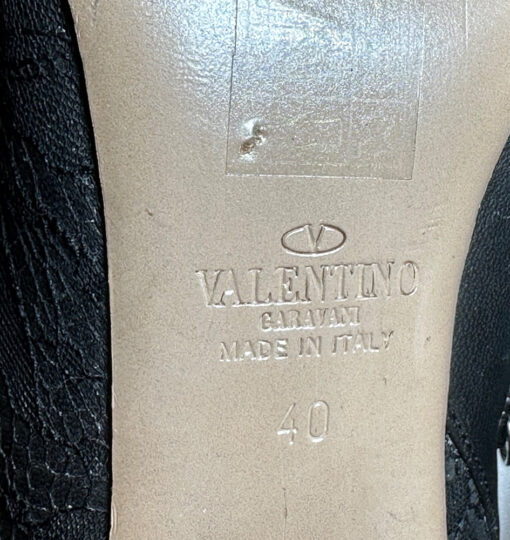 V
VALENTINO
GARAVANI
MADE IN ITALY
40